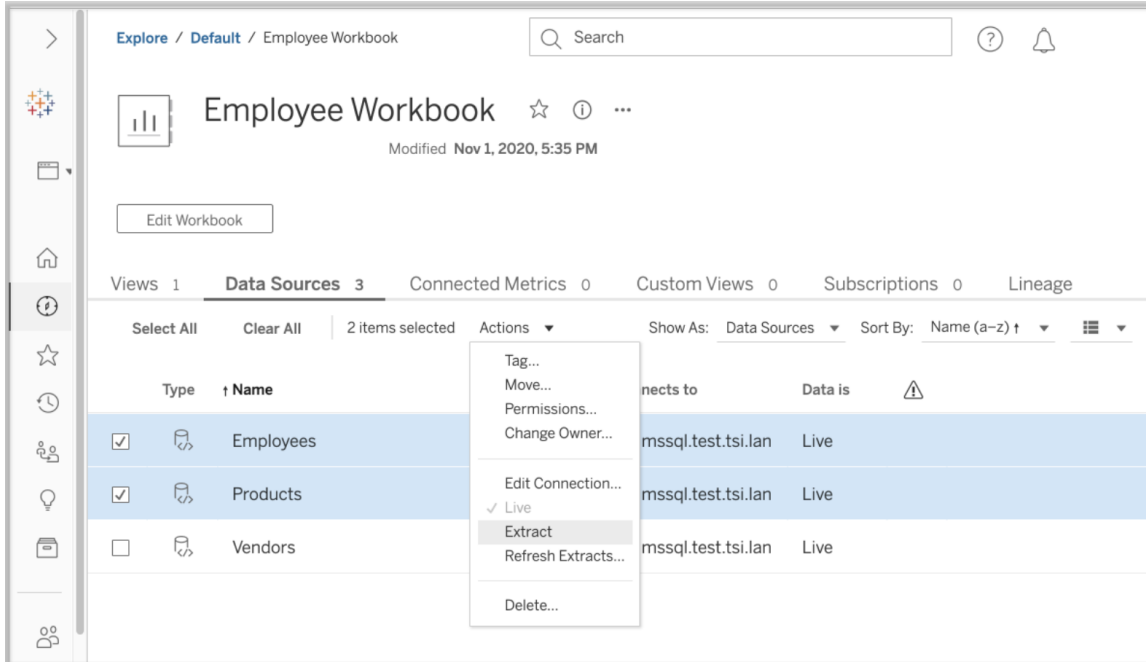 Explore / Default / Employee Workbook
Search
Employee Workbook
Modified Nov 1, 2020, 5:35 PM
Edit Workbook
Views 1 Data Sources 3 Connected Metrics 0 Custom Views 0 Subscriptions 0 Lineage
Select All Clear All 2 items selected Actions Show As: Data Sources Sort By: Name (a–z) ↑
Type ↑ Name nects to Data is
Employees mssql.test.tsi.lan Live
Products mssql.test.tsi.lan Live
Vendors mssql.test.tsi.lan Live
Tag...
Move...
Permissions...
Change Owner...
Edit Connection...
✓ Live
Extract
Refresh Extracts...
Delete...